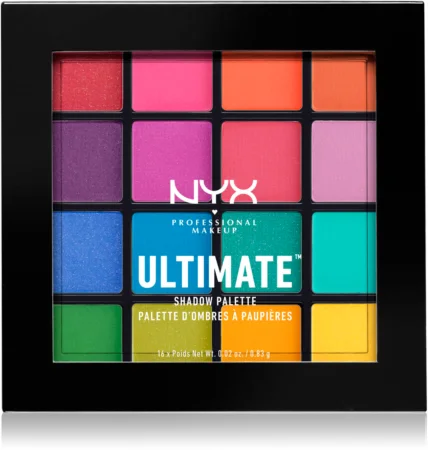 NYX
PROFESSIONAL
MAKEUP
ULTIMATE™
SHADOW PALETTE
PALETTE D'OMBRES À PAUPIÈRES
16 x Poids Net Wt. 0.02 oz. / 0.83 g